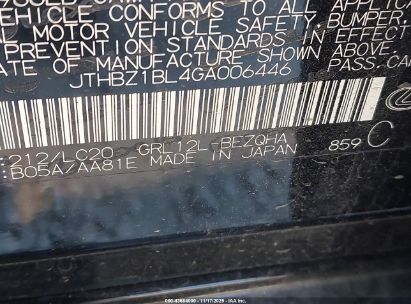 VEHICLE CONFORMS TO ALL
MOTOR VEHICLE SAFETY, BUMPER,
PREVENTION STANDARDS IN EFFECT
DATE OF MANUFACTURE SHOWN ABOVE.
JTHBZ1BL4GA006446 PASS.CAR
212/LC20 GRL12L-BEZQHA 859 C
B05A/AA81E MADE IN JAPAN